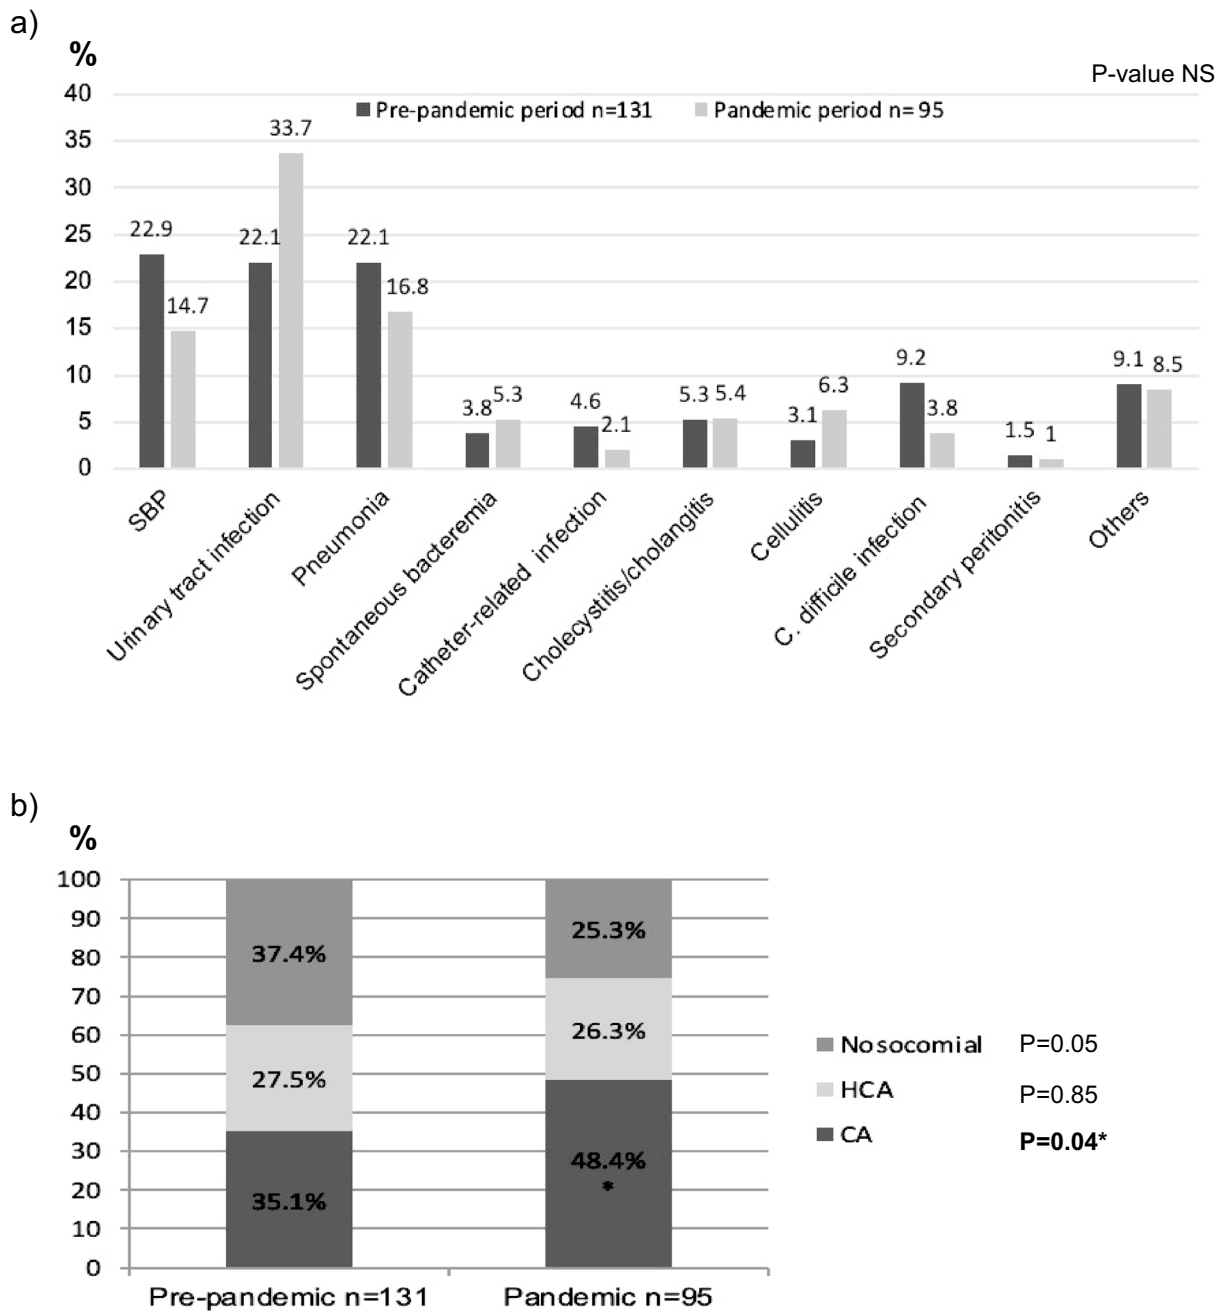 a)
%
P-value NS
40
Pre-pandemic period n=131 Pandemic period n= 95
35
33.7
30
25
22.9 22.1 22.1
20
14.7 16.8
15
10
3.8 5.3 4.6 2.1 5.3 5.4 3.1 6.3 9.2 3.8 1.5 1 9.1 8.5
5
0
SBP
Urinary tract infection
Pneumonia
Spontaneous bacteremia
Catheter-related infection
Cholecystitis/cholangitis
Cellulitis
C. difficile infection
Secondary peritonitis
Others
b)
%
100
90
80
70
60
50
40
30
20
10
0
37.4%
27.5%
35.1%
25.3%
26.3%
48.4%
*
Nosocomial P=0.05
HCA P=0.85
CA P=0.04*
Pre-pandemic n=131 Pandemic n=95